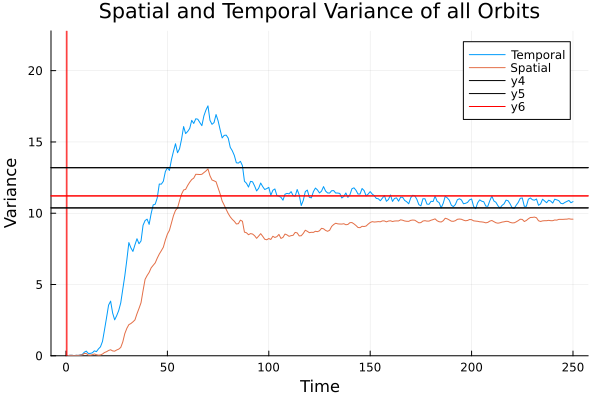 Spatial and Temporal Variance of all Orbits
Temporal
Spatial
y4
y5
y6
20
15
10
5
0
Variance
0 50 100 150 200 250
Time